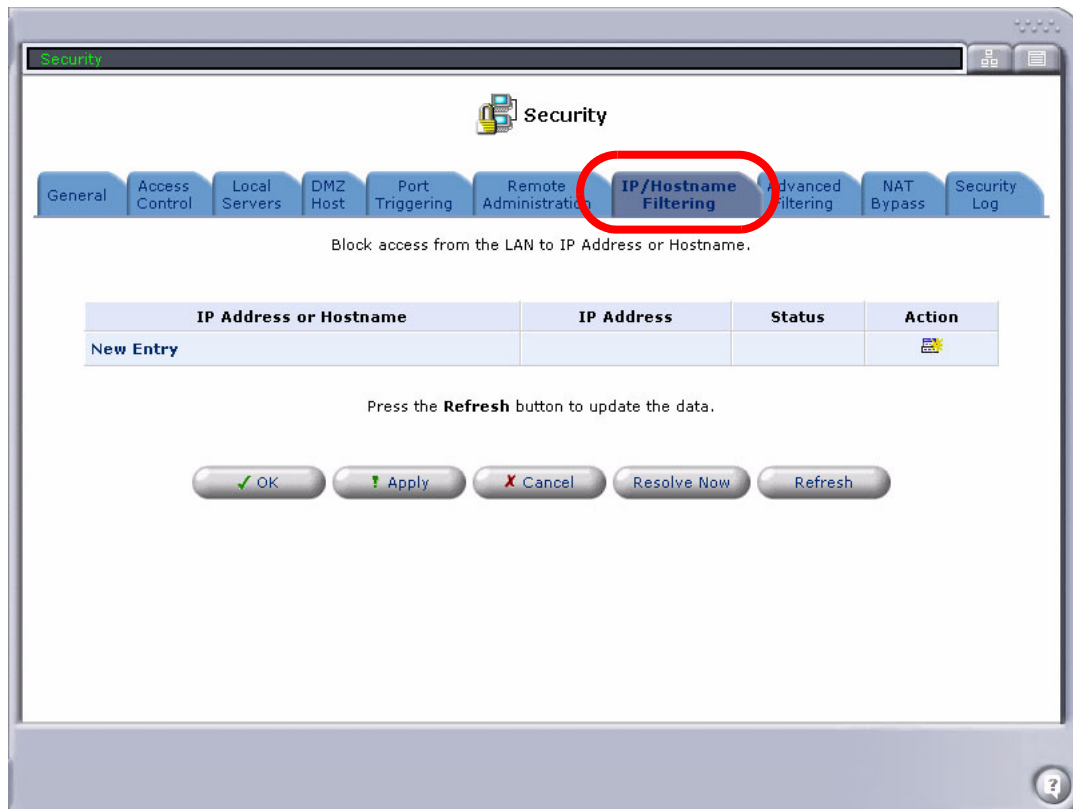 Security
Security
General
Access Control
Local Servers
DMZ Host
Port Triggering
Remote Administration
IP/Hostname Filtering
Advanced Filtering
NAT Bypass
Security Log
Block access from the LAN to IP Address or Hostname.
IP Address or Hostname IP Address Status Action
New Entry
Press the Refresh button to update the data.
OK Apply Cancel Resolve Now Refresh